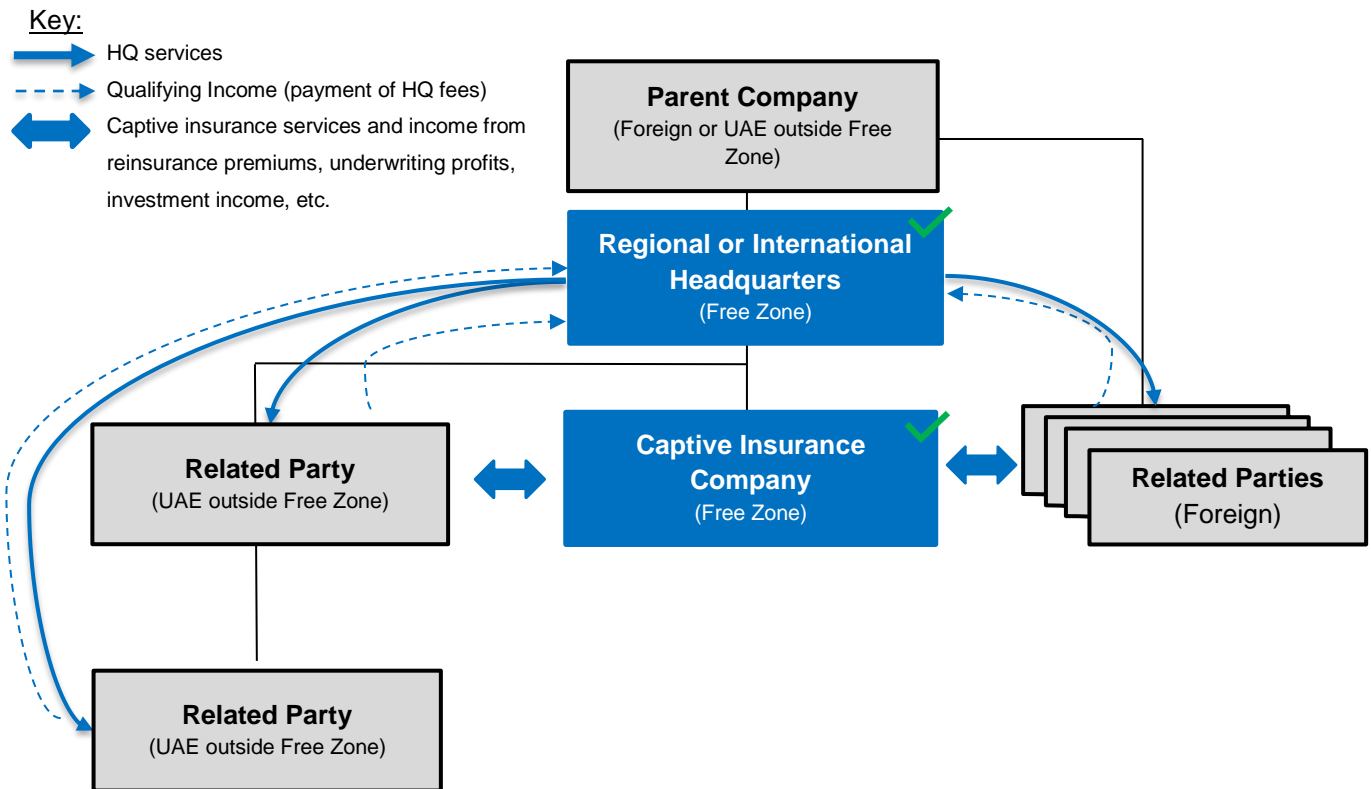 Key:
HQ services
Qualifying Income (payment of HQ fees)
Captive insurance services and income from
reinsurance premiums, underwriting profits,
investment income, etc.
Parent Company
(Foreign or UAE outside Free
Zone)
Regional or International
Headquarters
(Free Zone)
Related Party
(UAE outside Free Zone)
Captive Insurance
Company
(Free Zone)
Related Parties
(Foreign)
Related Party
(UAE outside Free Zone)